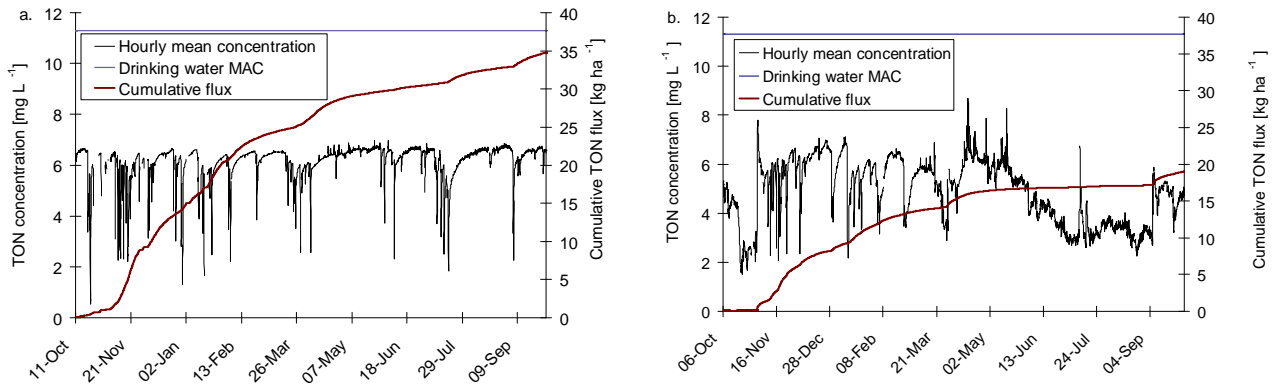 a.
TON concentration [mg L⁻¹]
12
10
8
6
4
2
0
Hourly mean concentration
Drinking water MAC
Cumulative flux
40
35
30
25
20
15
10
5
0
Cumulative TON flux [kg ha⁻¹]
11-Oct
21-Nov
02-Jan
13-Feb
26-Mar
07-May
18-Jun
29-Jul
09-Sep
b.
TON concentration [mg L⁻¹]
12
10
8
6
4
2
0
Hourly mean concentration
Drinking water MAC
Cumulative flux
40
35
30
25
20
15
10
5
0
Cumulative TON flux [kg ha⁻¹]
06-Oct
16-Nov
28-Dec
08-Feb
21-Mar
02-May
13-Jun
24-Jul
04-Sep